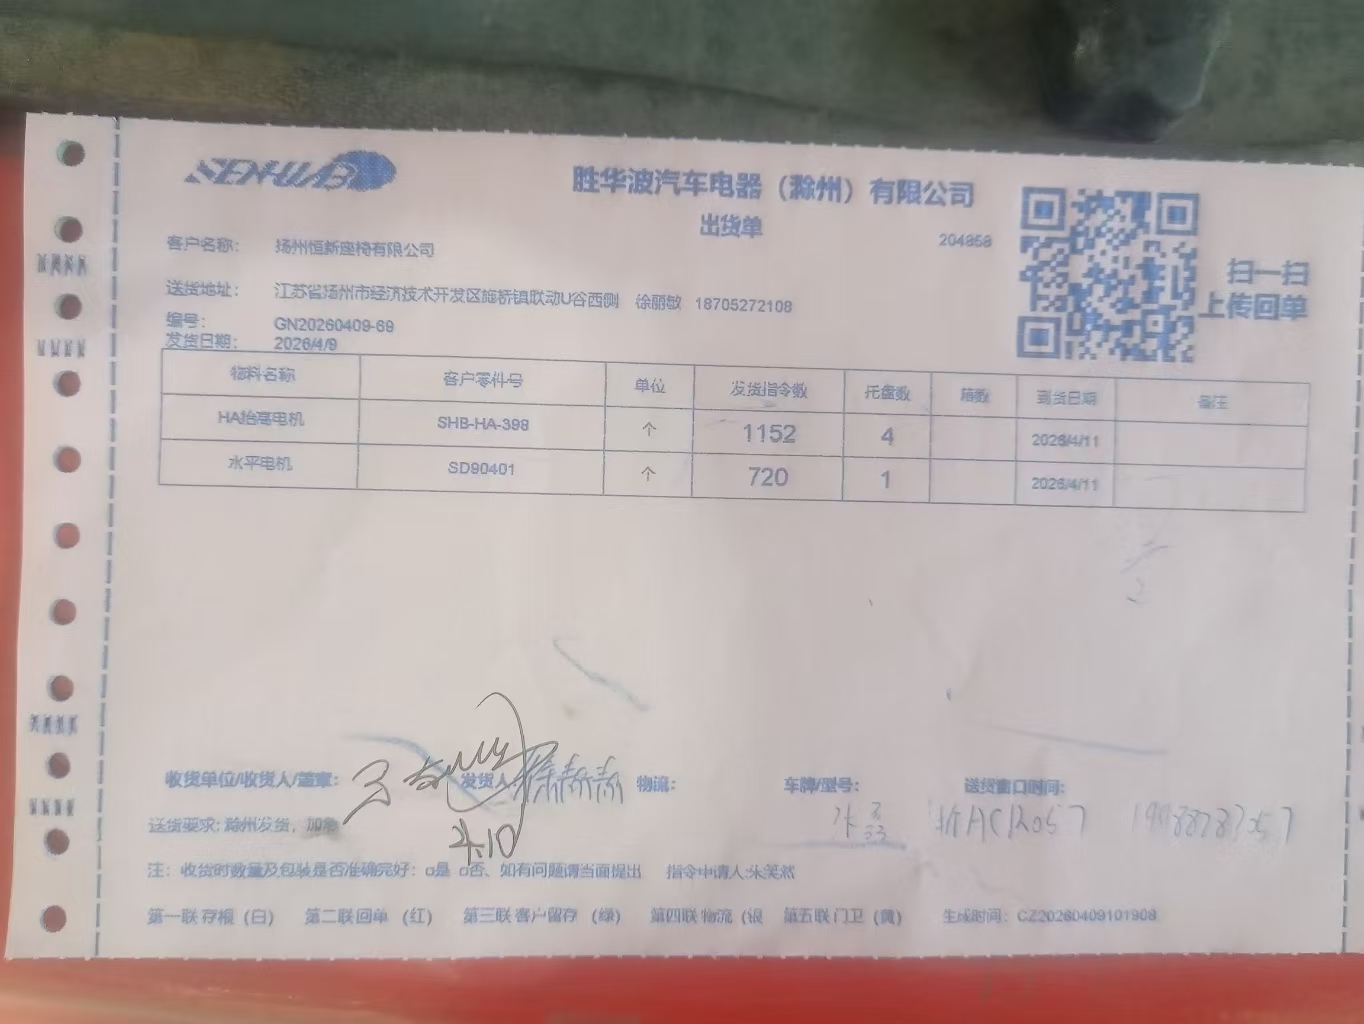 SENHUAB
胜华波汽车电器（滁州）有限公司
出货单
204858
扫一扫
上传回单
客户名称： 扬州恒新座椅有限公司
送货地址： 江苏省扬州市经济技术开发区施桥镇联动U谷西侧 徐丽敏 18705272108
编号： GN20260409-69
发货日期： 2026/4/9
物料名称 客户零件号 单位 发货指令数 托盘数 箱数 到货日期 备注
HA抬高电机 SHB-HA-398 个 1152 4 2026/4/11
水平电机 SD90401 个 720 1 2026/4/11
收货单位/收货人/盖章： 发货人 物流： 车牌/型号： 送货窗口时间：
4.10
送货要求: 滁州发货，加急
注：收货时数量及包装是否准确完好：□是 □否、如有问题请当面提出 指令申请人:朱笑然
第一联 存根 (白) 第二联 回单 (红) 第三联 客户留存 (绿) 第四联 物流 (银 第五联 门卫 (黄) 生成时间: CZ20260409101908